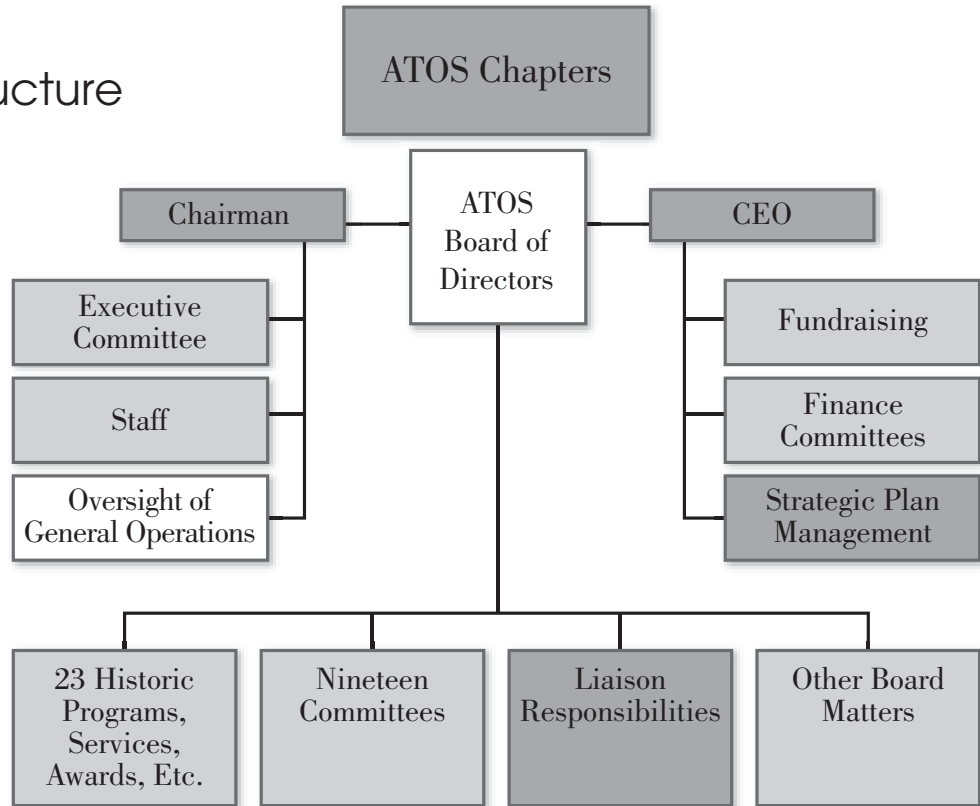 ucture
ATOS Chapters
Chairman
ATOS
Board of
Directors
CEO
Executive
Committee
Staff
Oversight of
General Operations
Fundraising
Finance
Committees
Strategic Plan
Management
23 Historic
Programs,
Services,
Awards, Etc.
Nineteen
Committees
Liaison
Responsibilities
Other Board
Matters